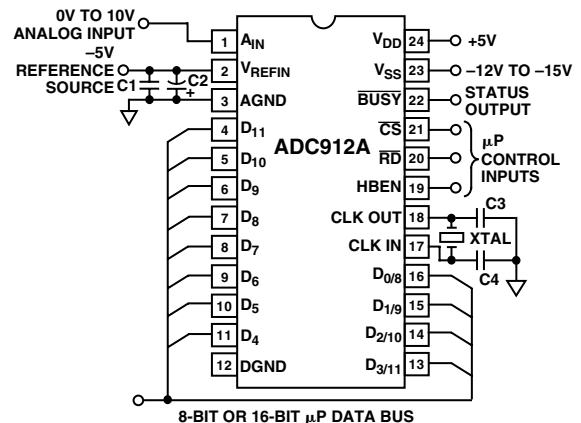 0V TO 10V
ANALOG INPUT
–5V
REFERENCE
SOURCE
C1
C2
+
1 AIN
2 VREFIN
3 AGND
4 D11
5 D10
6 D9
7 D8
8 D7
9 D6
10 D5
11 D4
12 DGND
ADC912A
VDD 24 +5V
VSS 23 –12V TO –15V
BUSY 22 STATUS
OUTPUT
CS 21
RD 20
HBEN 19
μP
CONTROL
INPUTS
CLK OUT 18
CLK IN 17
C3
XTAL
C4
D0/8 16
D1/9 15
D2/10 14
D3/11 13
8-BIT OR 16-BIT μP DATA BUS